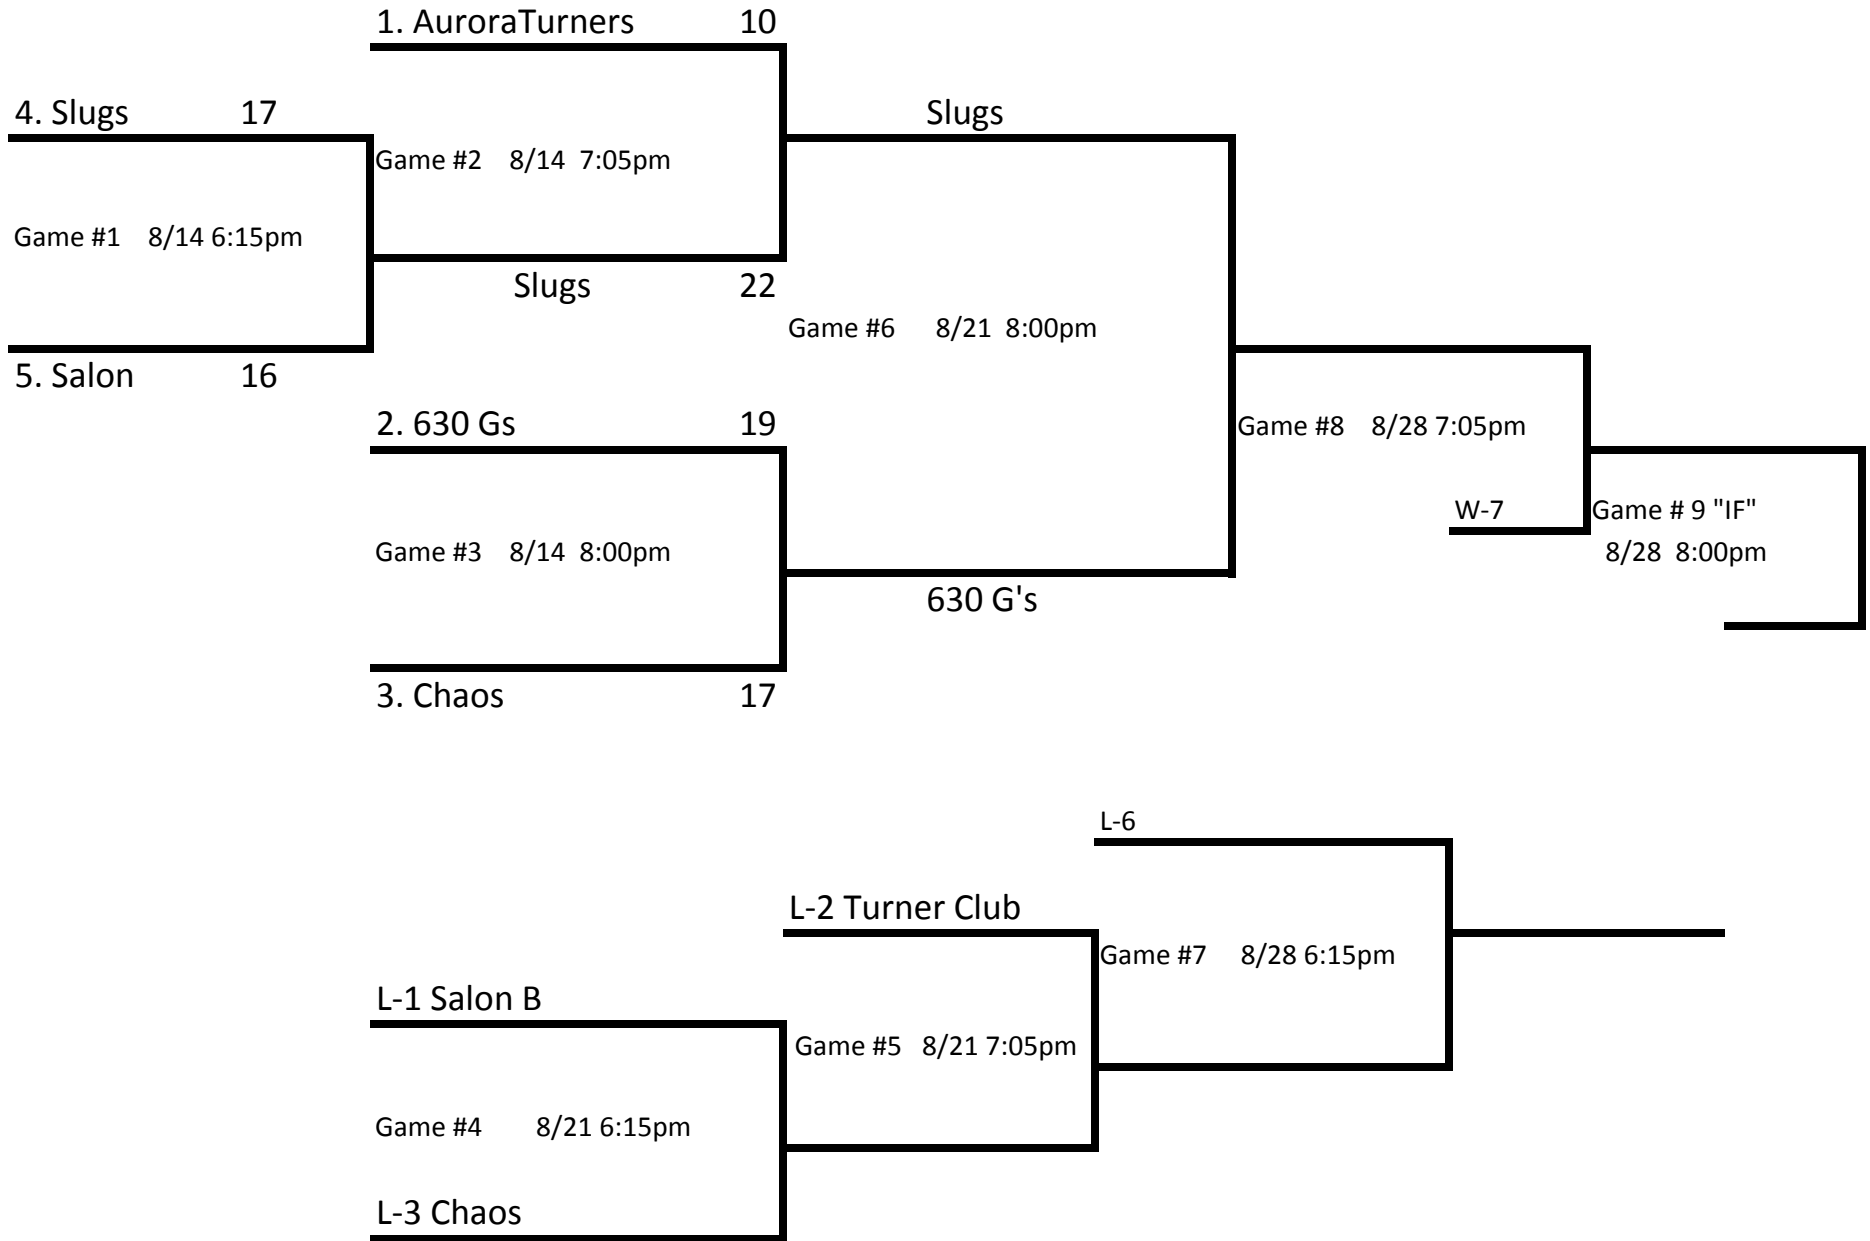 1. AuroraTurners 10
4. Slugs 17
Slugs
Game #2 8/14 7:05pm
Game #1 8/14 6:15pm
Slugs 22
Game #6 8/21 8:00pm
5. Salon 16
2. 630 Gs 19
Game #8 8/28 7:05pm
W-7
Game # 9 "IF"
8/28 8:00pm
Game #3 8/14 8:00pm
630 G's
3. Chaos 17
L-6
L-2 Turner Club
Game #7 8/28 6:15pm
L-1 Salon B
Game #5 8/21 7:05pm
Game #4 8/21 6:15pm
L-3 Chaos